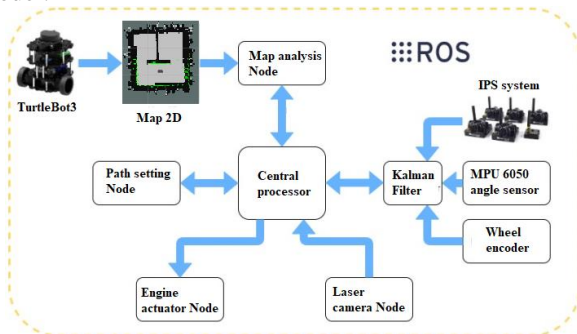 Map analysis
Node
ROS
IPS system
TurtleBot3
Map 2D
Path setting
Node
Central
processor
Kalman
Filter
MPU 6050
angle sensor
Wheel
encoder
Engine
actuator Node
Laser
camera Node